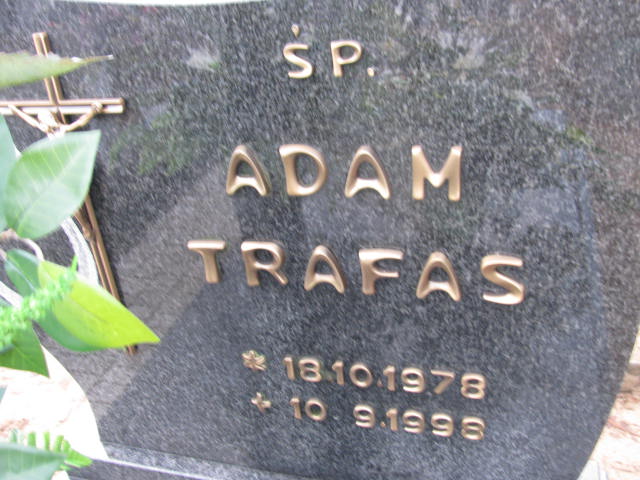 ŚP.
ADAM
TRAFAS
* 18.10.1978
+ 10.9.1998